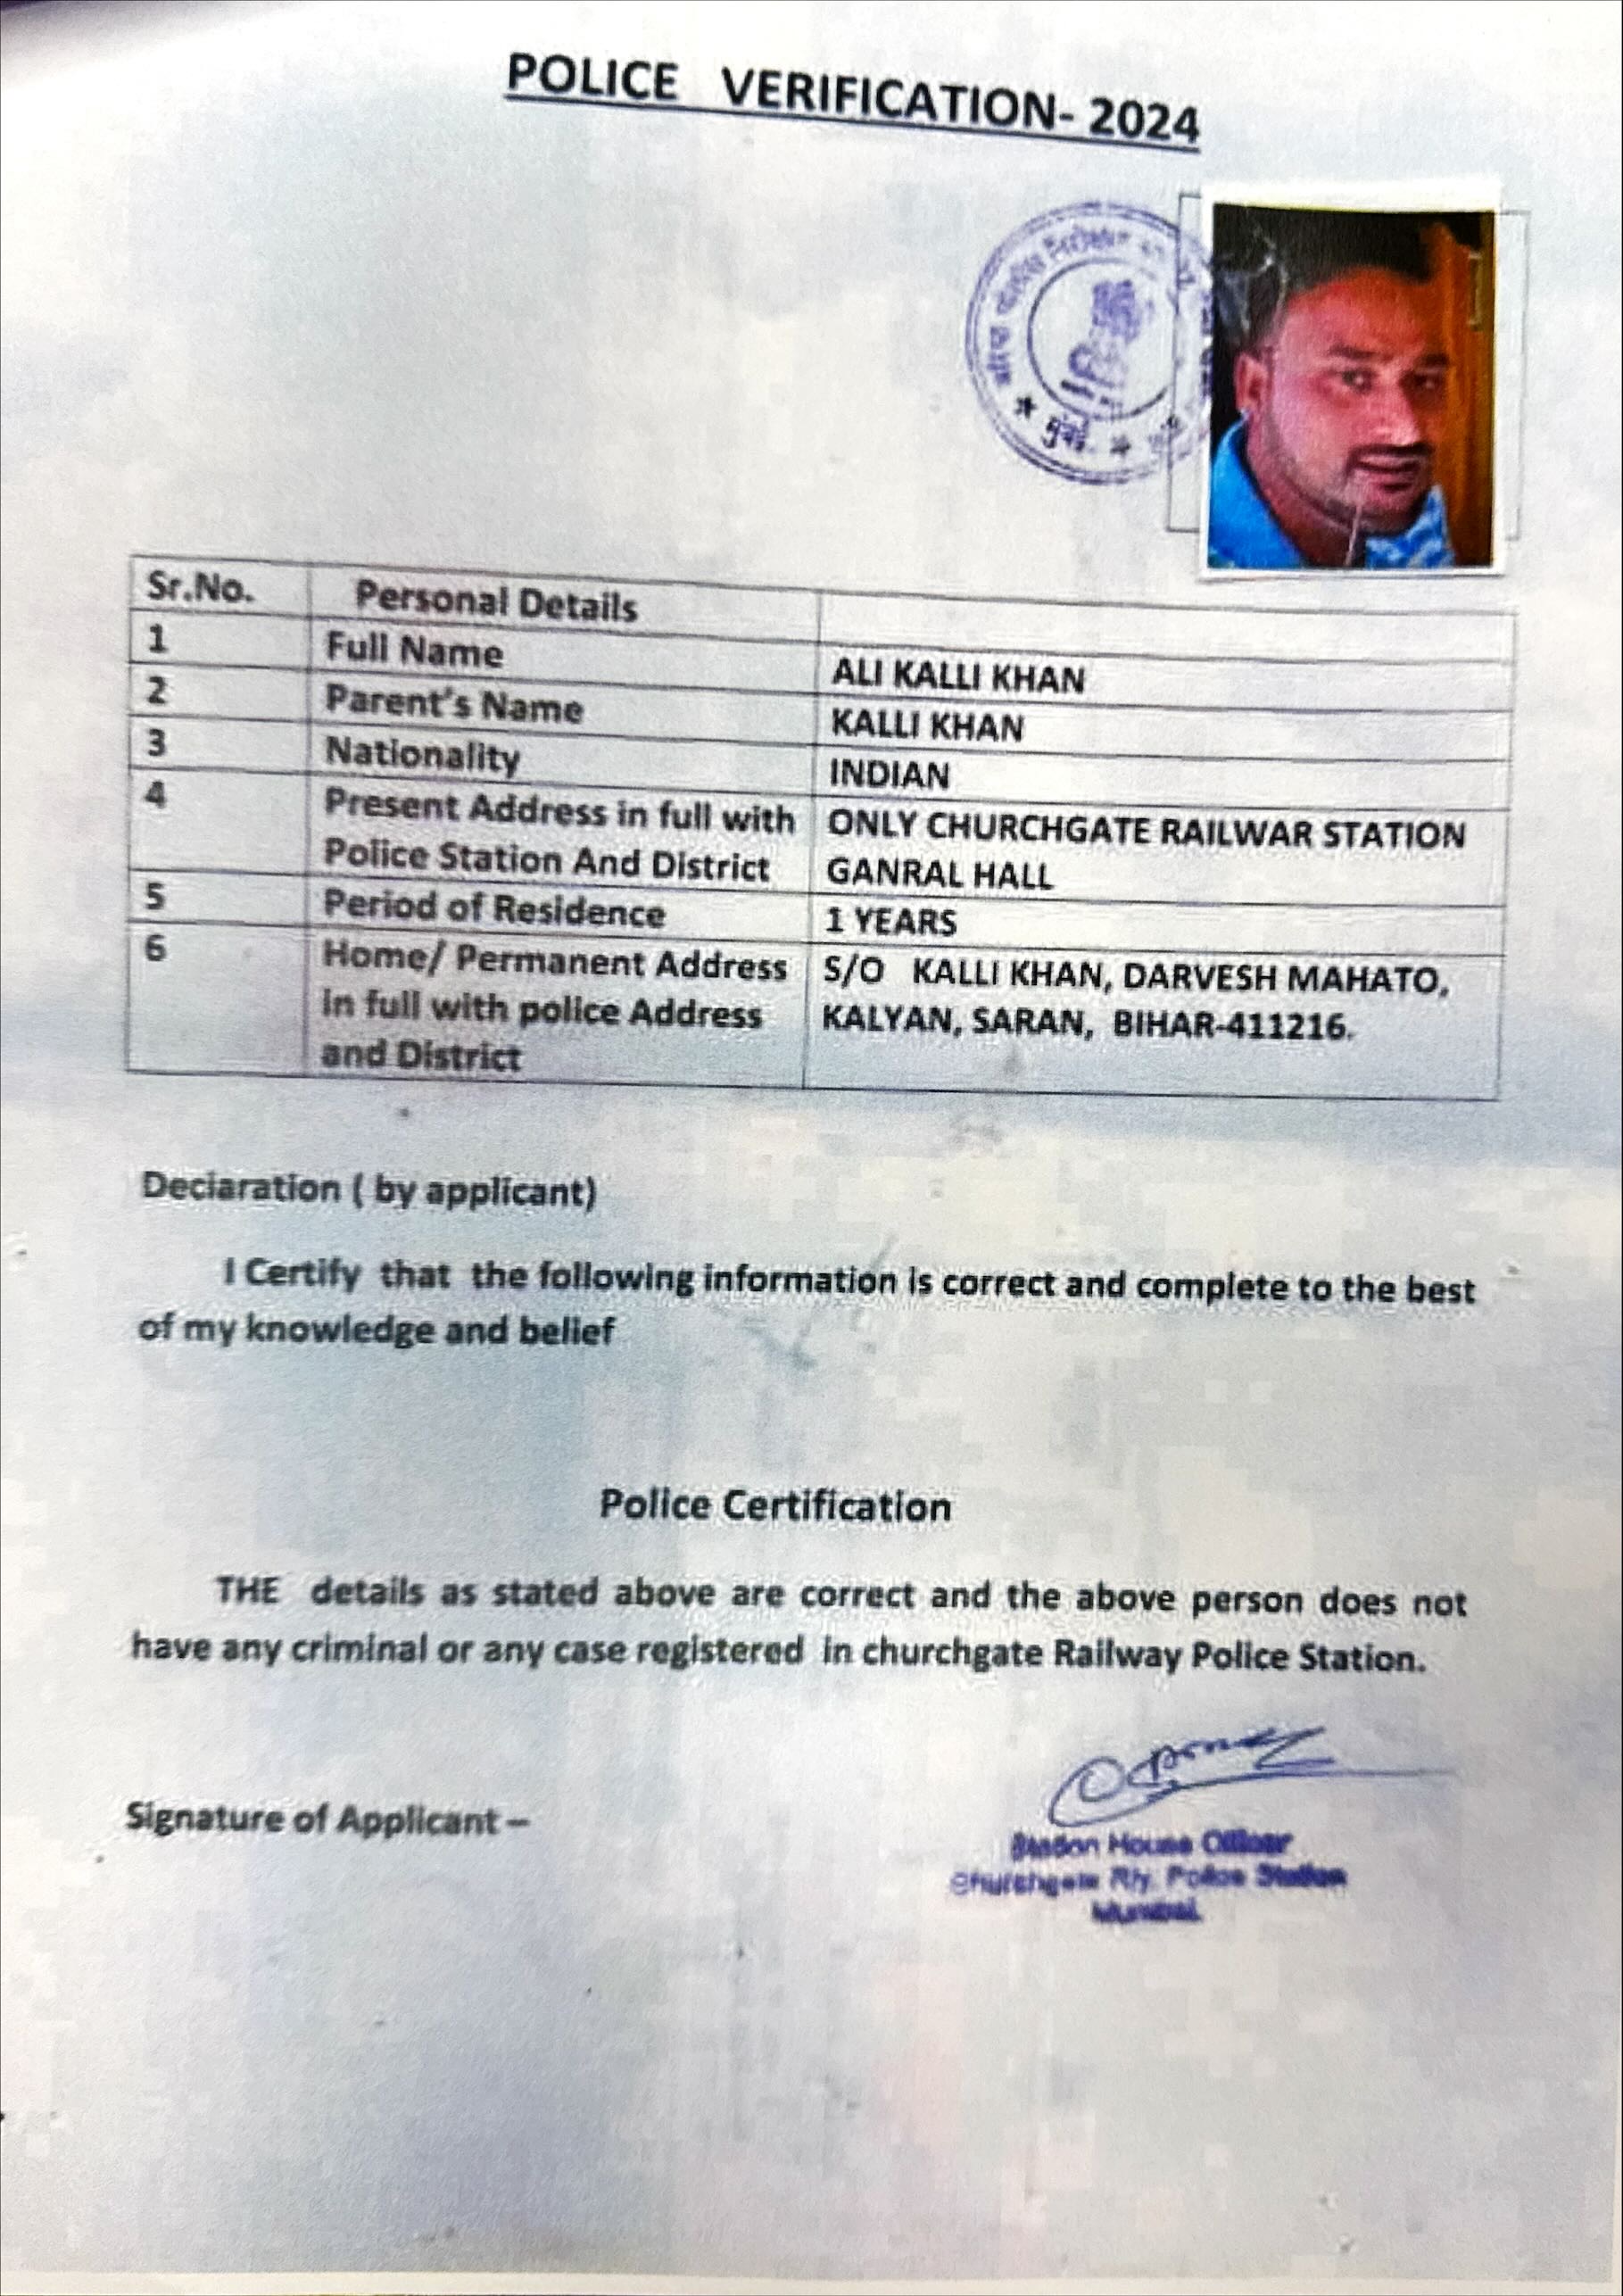 POLICE VERIFICATION- 2024
मुंबई.
Sr.No. Personal Details
1 Full Name ALI KALLI KHAN
2 Parent's Name KALLI KHAN
3 Nationality INDIAN
4 Present Address in full with ONLY CHURCHGATE RAILWAR STATION
Police Station And District GANRAL HALL
5 Period of Residence 1 YEARS
6 Home/ Permanent Address S/O KALLI KHAN, DARVESH MAHATO,
in full with police Address KALYAN, SARAN, BIHAR-411216.
and District
Declaration ( by applicant)
I Certify that the following information is correct and complete to the best
of my knowledge and belief
Police Certification
THE details as stated above are correct and the above person does not
have any criminal or any case registered in churchgate Railway Police Station.
Signature of Applicant –
Station House Officer
Churchgate Rly. Police Station
Mumbai.